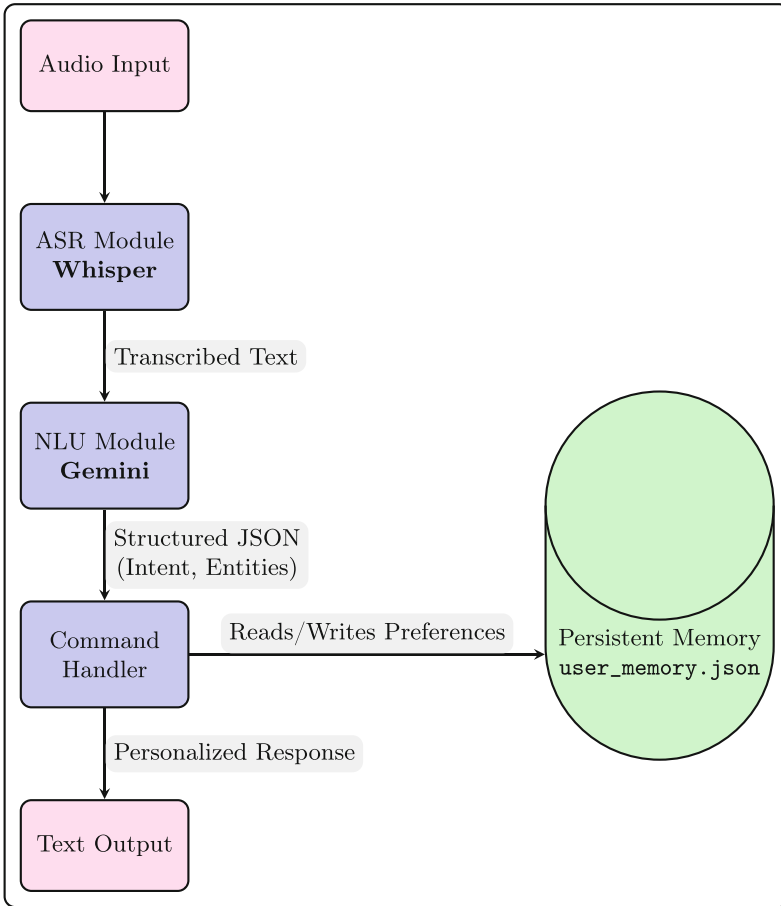 Audio Input
ASR Module
Whisper
Transcribed Text
NLU Module
Gemini
Structured JSON
(Intent, Entities)
Command
Handler
Reads/Writes Preferences
Persistent Memory
user_memory.json
Personalized Response
Text Output